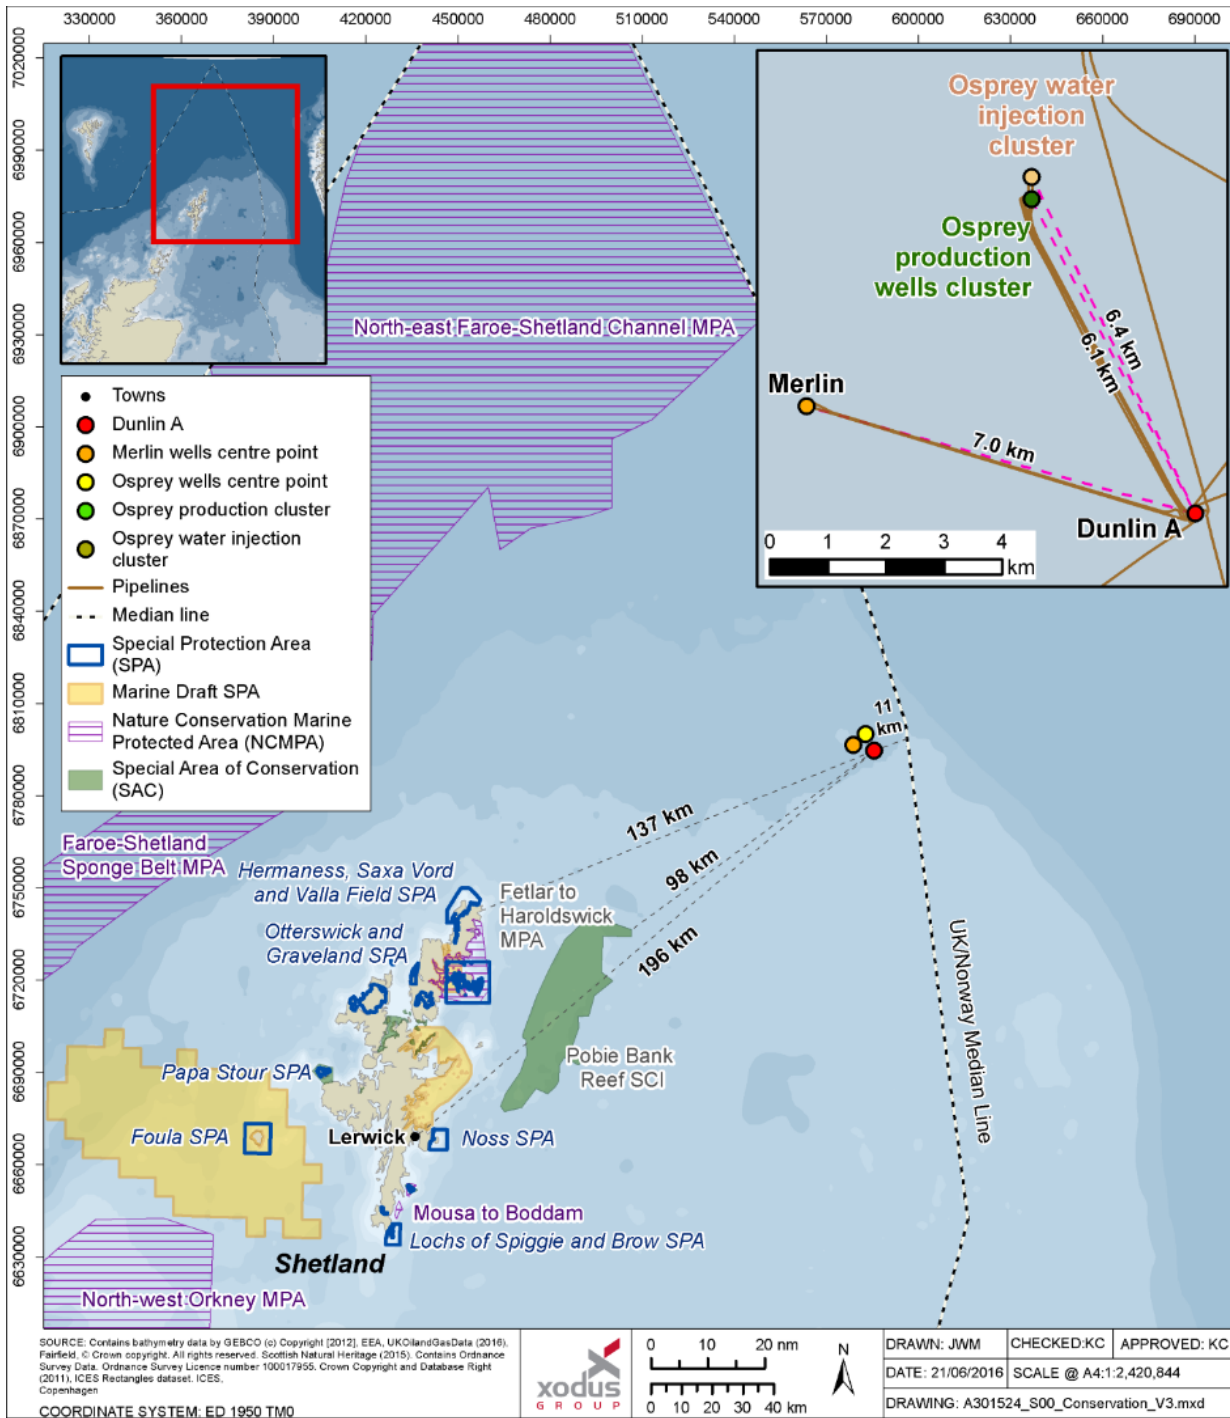 330000 360000 390000 420000 450000 480000 510000 540000 570000 600000 630000 660000 690000
7020000
6990000
6960000
6930000
6900000
6870000
6840000
6810000
6780000
6750000
6720000
6690000
6660000
6630000
Osprey water
injection
cluster
Osprey
production
wells cluster
6.4 km
6.1 km
Merlin
7.0 km
Dunlin A
0 1 2 3 4
km
North-east Faroe-Shetland Channel MPA
Towns
Dunlin A
Merlin wells centre point
Osprey wells centre point
Osprey production cluster
Osprey water injection
cluster
Pipelines
Median line
Special Protection Area
(SPA)
Marine Draft SPA
Nature Conservation Marine
Protected Area (NCMPA)
Special Area of Conservation
(SAC)
11
km
137 km
98 km
196 km
UK/Norway Median Line
Faroe-Shetland
Sponge Belt MPA
Hermaness, Saxa Vord
and Valla Field SPA
Fetlar to
Haroldswick
MPA
Otterswick and
Graveland SPA
Pobie Bank
Reef SCI
Papa Stour SPA
Foula SPA
Lerwick
Noss SPA
Mousa to Boddam
Lochs of Spiggie and Brow SPA
Shetland
North-west Orkney MPA
SOURCE: Contains bathymetry data by GEBCO (c) Copyright [2012], EEA, UKOilandGasData (2016),
Fairfield, © Crown copyright. All rights reserved. Scottish Natural Heritage (2015). Contains Ordnance
Survey Data. Ordnance Survey Licence number 100017955. Crown Copyright and Database Right
(2011), ICES Rectangles dataset. ICES,
Copenhagen
COORDINATE SYSTEM: ED 1950 TM0
xodus
GROUP
0 10 20 nm
0 10 20 30 40 km
N
DRAWN: JWM CHECKED:KC APPROVED: KC
DATE: 21/06/2016 SCALE @ A4:1:2,420,844
DRAWING: A301524_S00_Conservation_V3.mxd